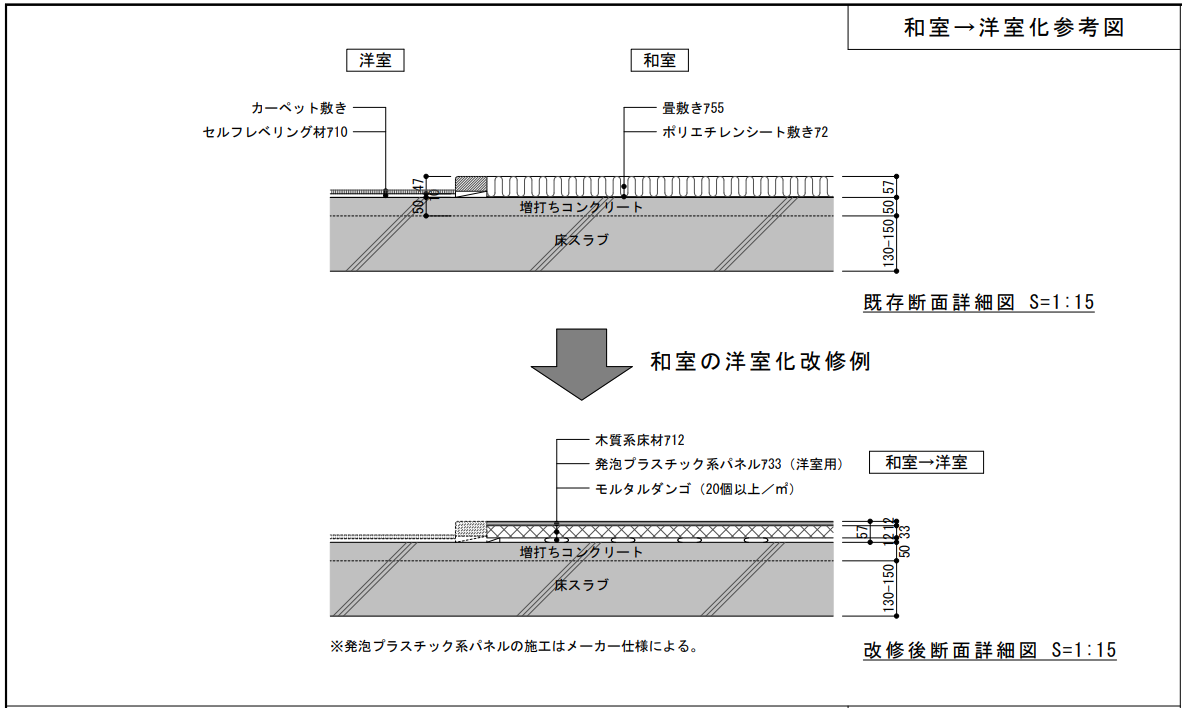 和室→洋室化参考図
洋室
和室
カーペット敷き
セルフレベリング材ｱ10
畳敷きｱ55
ポリエチレンシート敷きｱ2
47
10
50
57
50
130-150
増打ちコンクリート
床スラブ
既存断面詳細図 S=1:15
和室の洋室化改修例
木質系床材ｱ12
発泡プラスチック系パネルｱ33（洋室用）
モルタルダンゴ（20個以上／㎡）
和室→洋室
57
12
33
12
50
130-150
増打ちコンクリート
床スラブ
※発泡プラスチック系パネルの施工はメーカー仕様による。
改修後断面詳細図 S=1:15